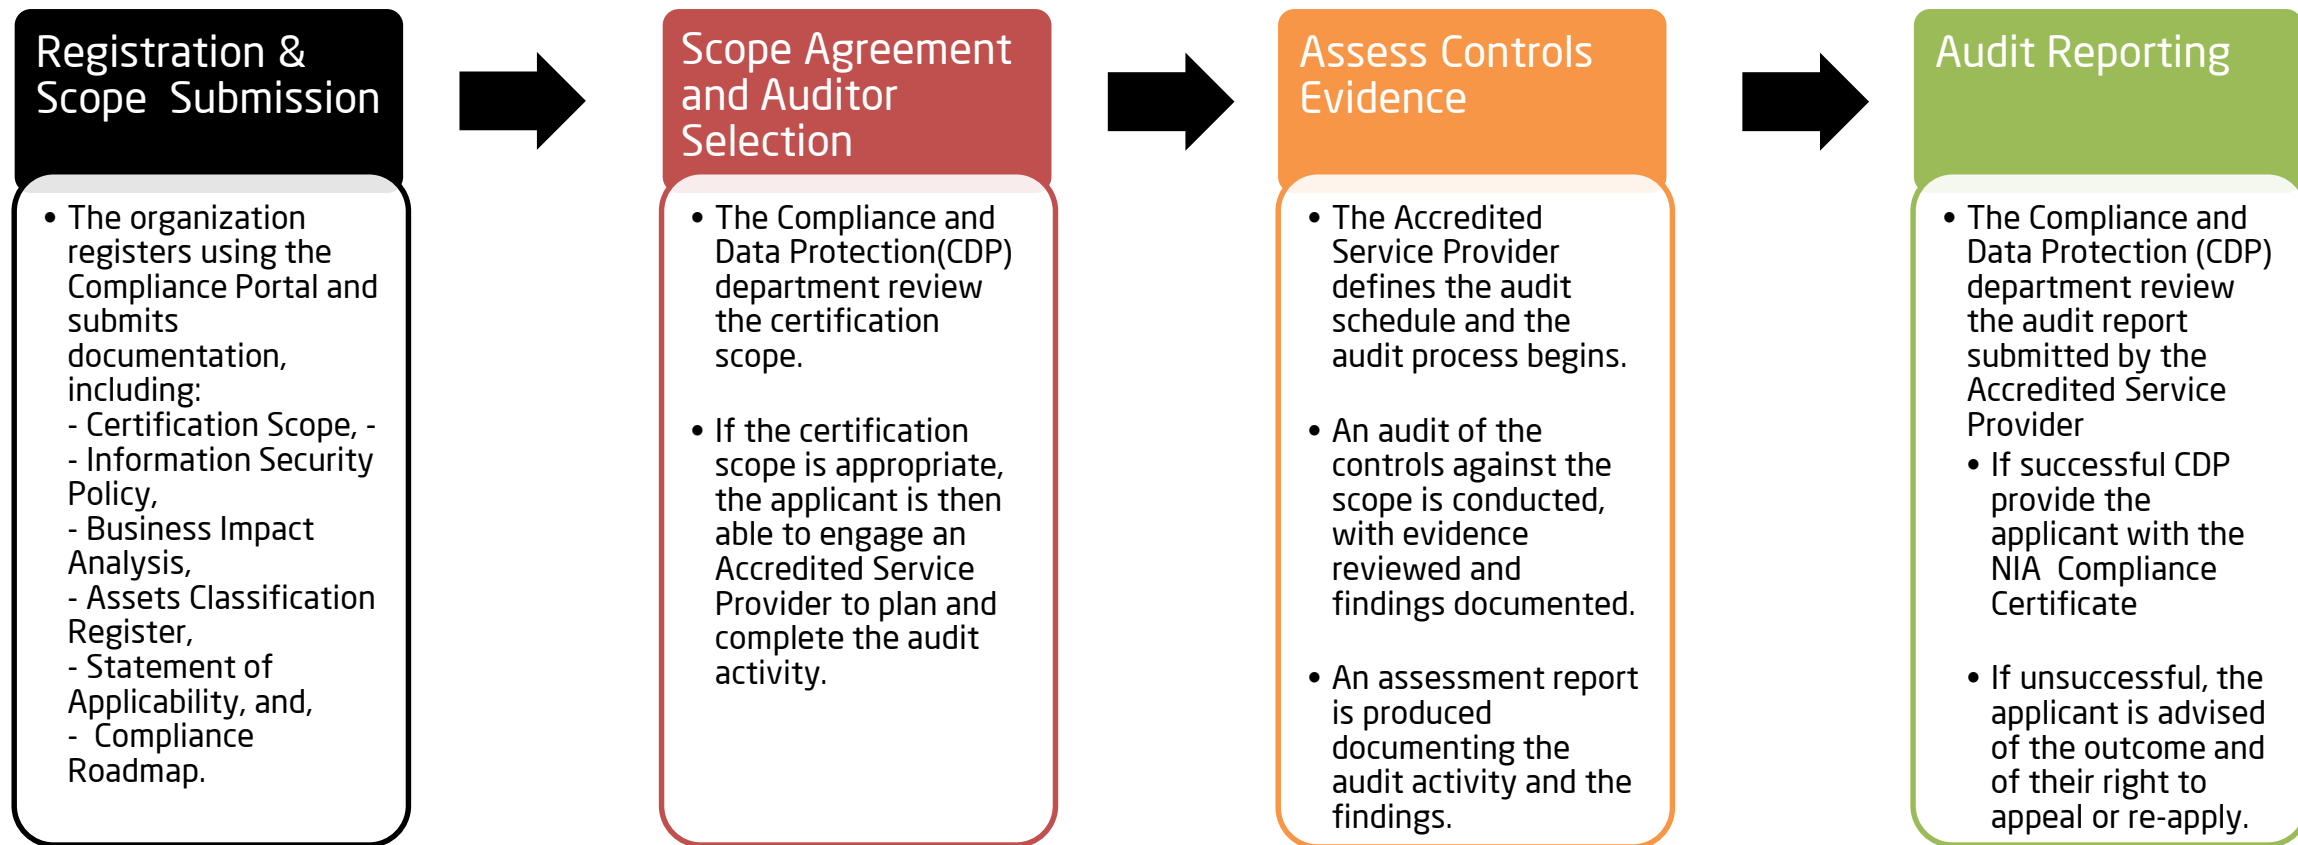 Registration &
Scope  Submission
• The organization
registers using the
Compliance Portal and
submits
documentation,
including:
- Certification Scope, -
- Information Security
Policy,
- Business Impact
Analysis,
- Assets Classification
Register,
- Statement of
Applicability, and,
-  Compliance
Roadmap.
Scope Agreement
and Auditor
Selection
• The Compliance and
Data Protection(CDP)
department review
the certification
scope.
• If the certification
scope is appropriate,
the applicant is then
able to engage an
Accredited Service
Provider to plan and
complete the audit
activity.
Assess Controls
Evidence
• The Accredited
Service Provider
defines the audit
schedule and the
audit process begins.
• An audit of the
controls against the
scope is conducted,
with evidence
reviewed and
findings documented.
• An assessment report
is produced
documenting the
audit activity and the
findings.
Audit Reporting
• The Compliance and
Data Protection (CDP)
department review
the audit report
submitted by the
Accredited Service
Provider
• If successful CDP
provide the
applicant with the
NIA  Compliance
Certificate
• If unsuccessful, the
applicant is advised
of the outcome and
of their right to
appeal or re-apply.